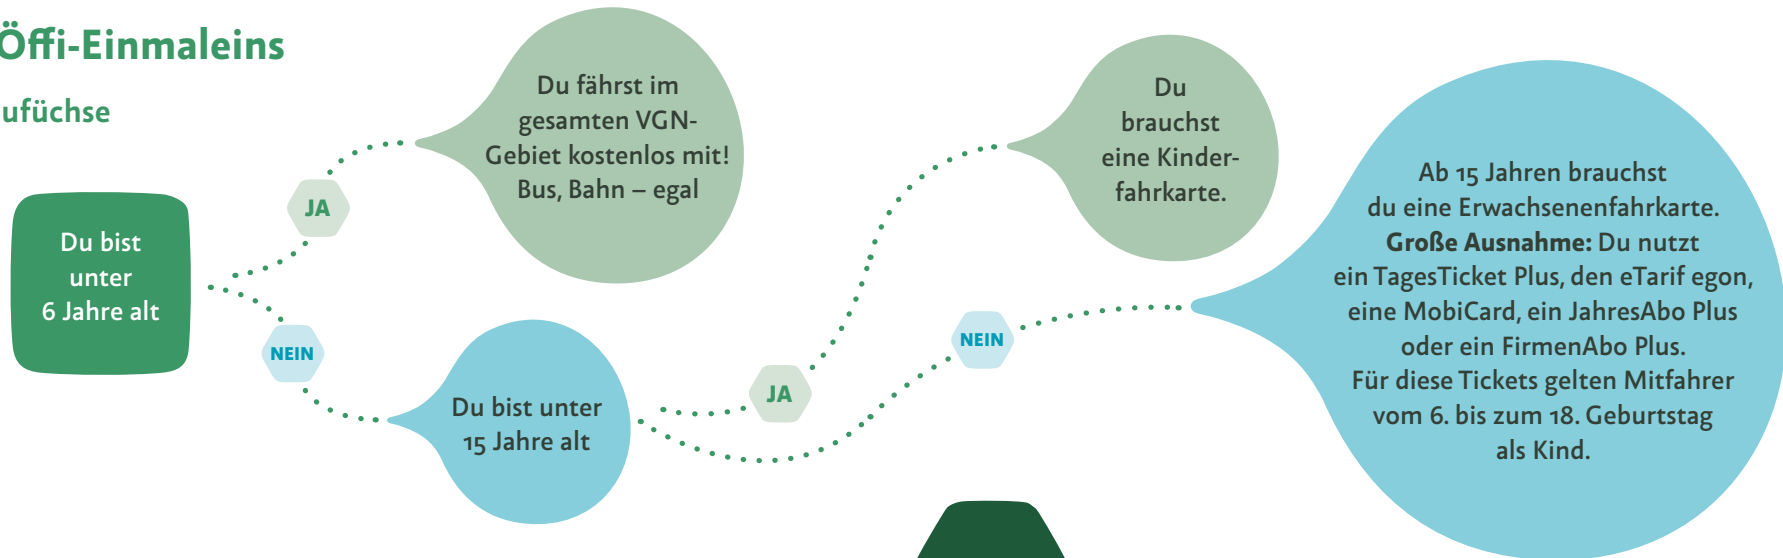 Öffi-Einmaleins
ufüchse
Du bist
unter
6 Jahre alt
JA
Du fährst im
gesamten VGN-
Gebiet kostenlos mit!
Bus, Bahn – egal
NEIN
Du bist unter
15 Jahre alt
JA
Du
brauchst
eine Kinder-
fahrkarte.
NEIN
Ab 15 Jahren brauchst
du eine Erwachsenenfahrkarte.
Große Ausnahme: Du nutzt
ein TagesTicket Plus, den eTarif egon,
eine MobiCard, ein JahresAbo Plus
oder ein FirmenAbo Plus.
Für diese Tickets gelten Mitfahrer
vom 6. bis zum 18. Geburtstag
als Kind.